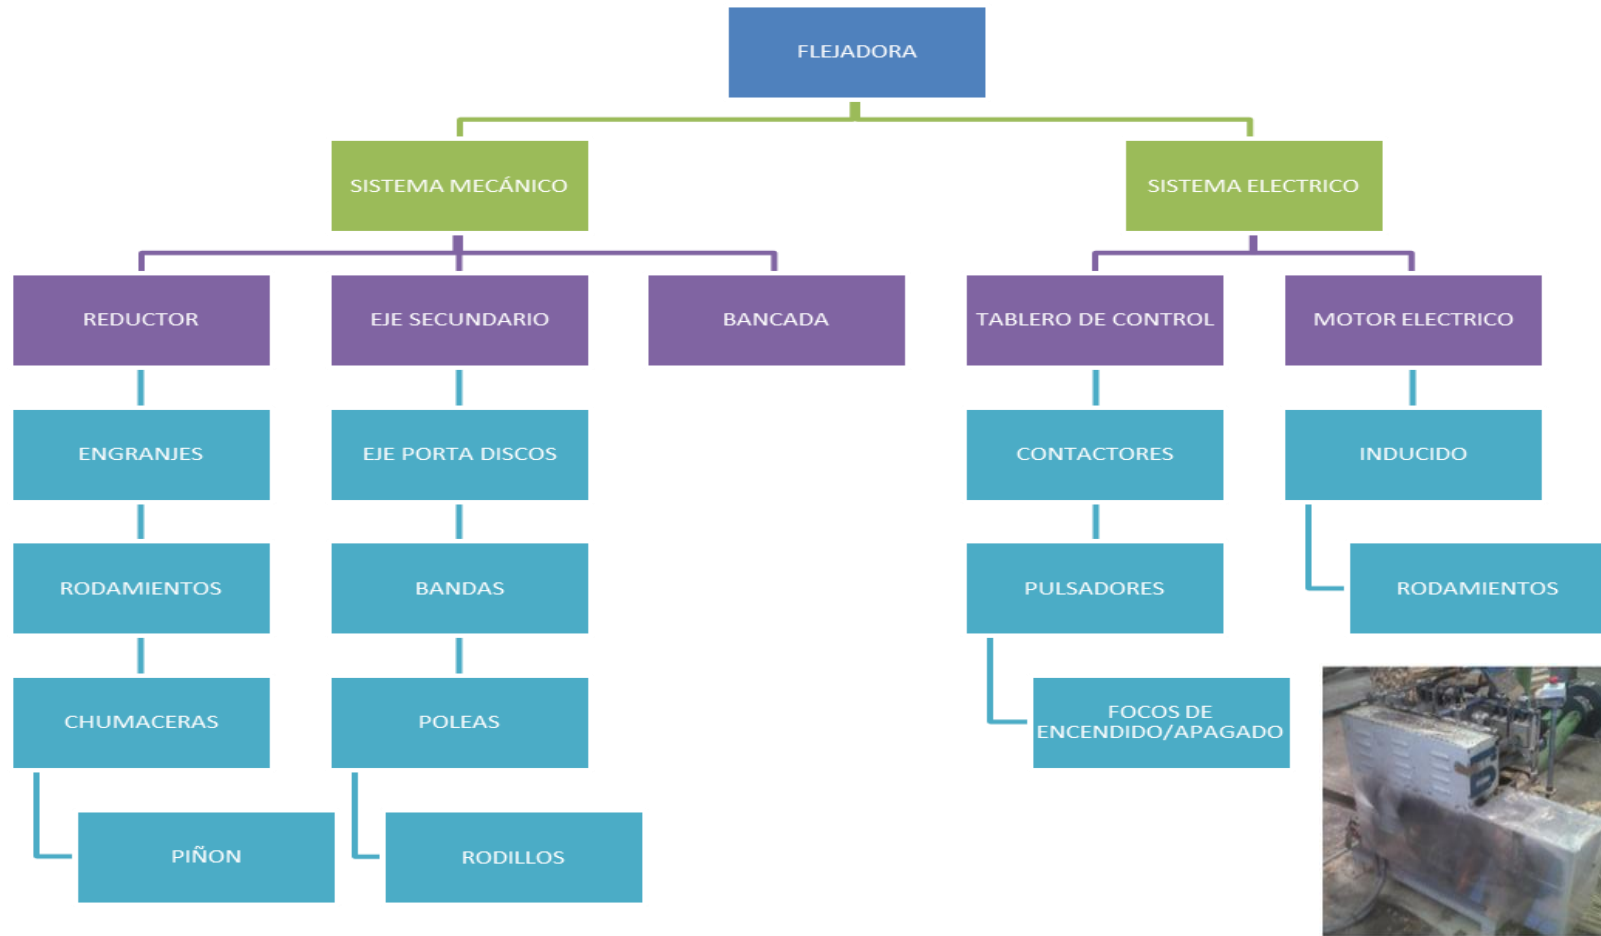 FLEJADORA
SISTEMA MECÁNICO
SISTEMA ELECTRICO
REDUCTOR
EJE SECUNDARIO
BANCADA
TABLERO DE CONTROL
MOTOR ELECTRICO
ENGRANJES
EJE PORTA DISCOS
CONTACTORES
INDUCIDO
RODAMIENTOS
BANDAS
PULSADORES
RODAMIENTOS
CHUMACERAS
POLEAS
FOCOS DE
ENCENDIDO/APAGADO
PIÑON
RODILLOS